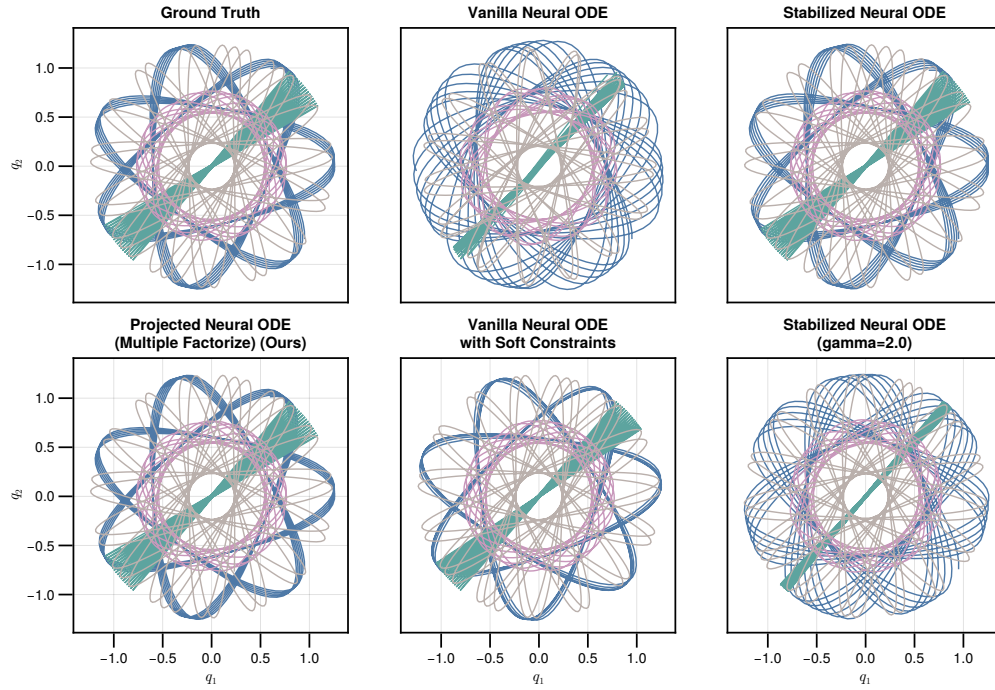 Ground Truth
Vanilla Neural ODE
Stabilized Neural ODE
1.0
0.5
0.0
−0.5
−1.0
q₂
Projected Neural ODE
(Multiple Factorize) (Ours)
Vanilla Neural ODE
with Soft Constraints
Stabilized Neural ODE
(gamma=2.0)
1.0
0.5
0.0
−0.5
−1.0
q₂
−1.0 −0.5 0.0 0.5 1.0
−1.0 −0.5 0.0 0.5 1.0
−1.0 −0.5 0.0 0.5 1.0
q₁
q₁
q₁